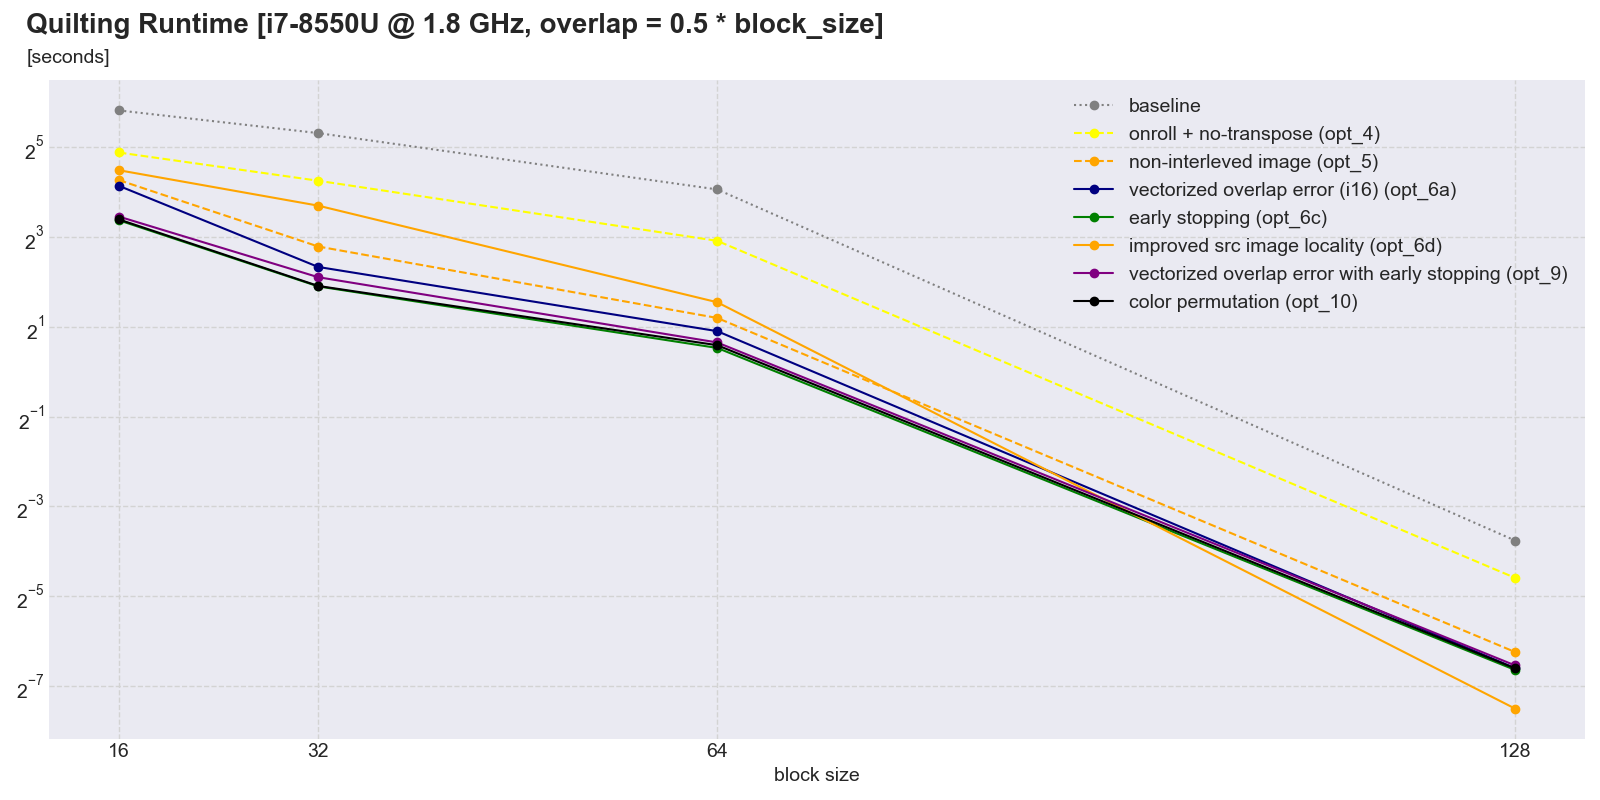 Quilting Runtime [i7-8550U @ 1.8 GHz, overlap = 0.5 * block_size]
[seconds]
baseline
onroll + no-transpose (opt_4)
non-interleved image (opt_5)
vectorized overlap error (i16) (opt_6a)
early stopping (opt_6c)
improved src image locality (opt_6d)
vectorized overlap error with early stopping (opt_9)
color permutation (opt_10)
2⁵
2³
2¹
2⁻¹
2⁻³
2⁻⁵
2⁻⁷
16 32 64 128
block size